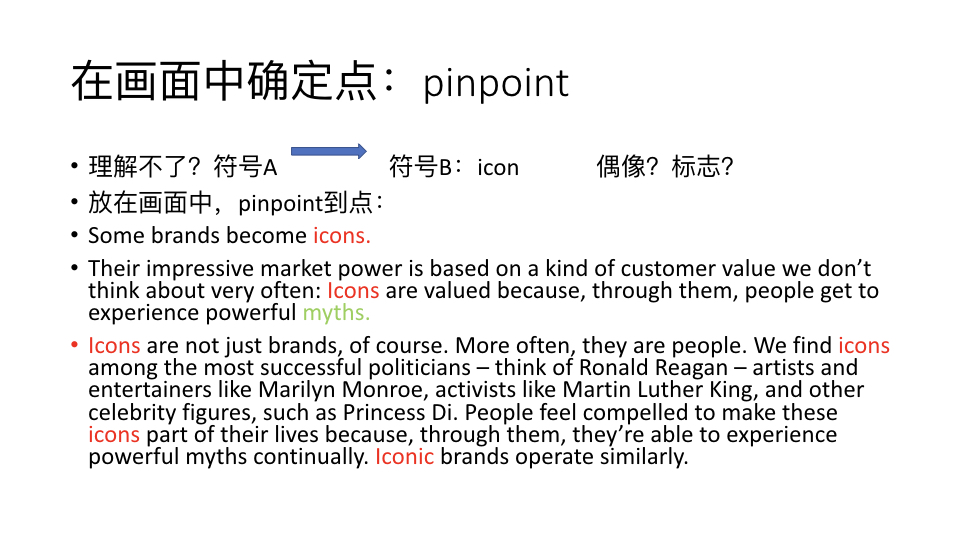 在画面中确定点：pinpoint
• 理解不了？符号A 符号B：icon 偶像？标志？
• 放在画面中，pinpoint到点：
• Some brands become icons.
• Their impressive market power is based on a kind of customer value we don’t
think about very often: Icons are valued because, through them, people get to
experience powerful myths.
• Icons are not just brands, of course. More often, they are people. We find icons
among the most successful politicians – think of Ronald Reagan – artists and
entertainers like Marilyn Monroe, activists like Martin Luther King, and other
celebrity figures, such as Princess Di. People feel compelled to make these
icons part of their lives because, through them, they’re able to experience
powerful myths continually. Iconic brands operate similarly.